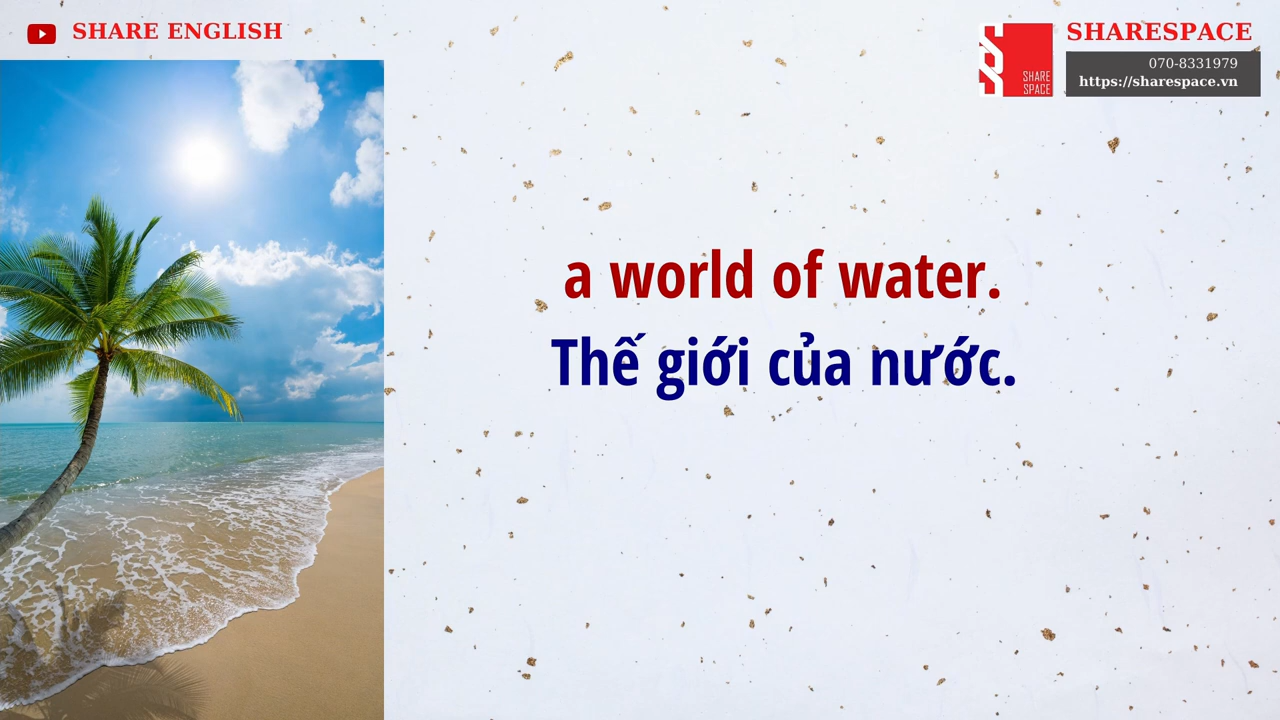 SHARE ENGLISH
SHARESPACE
070-8331979
https://sharespace.vn
SHARE
SPACE
a world of water.
Thế giới của nước.